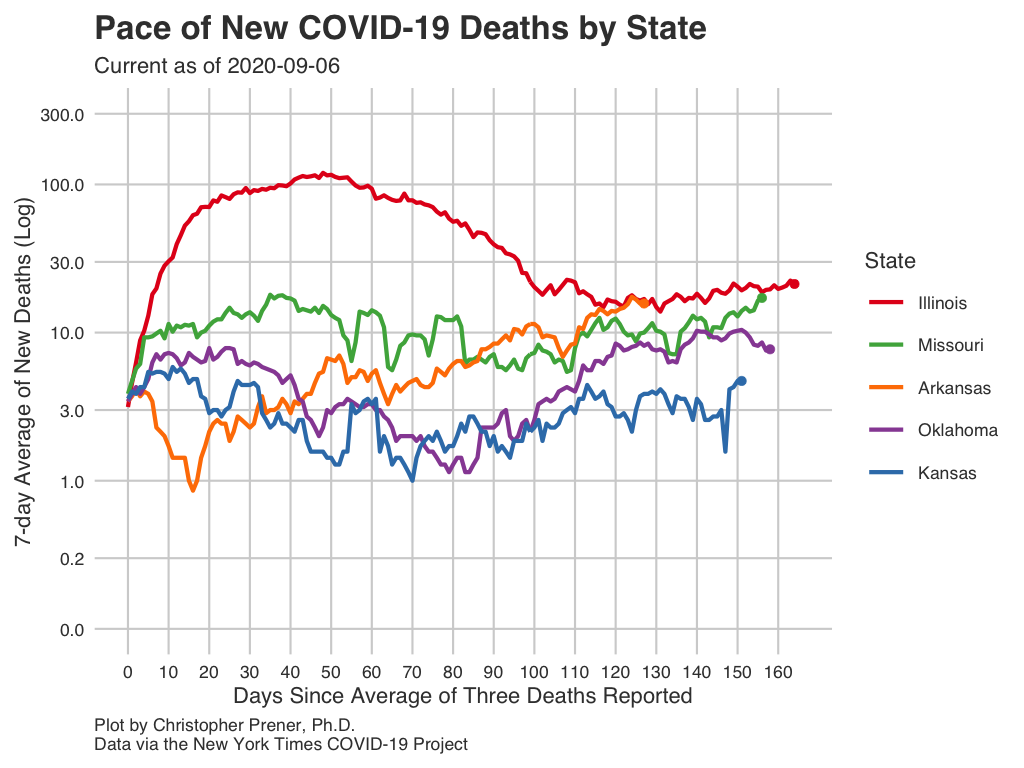 Pace of New COVID-19 Deaths by State
Current as of 2020-09-06
7-day Average of New Deaths (Log)
300.0
100.0
30.0
10.0
3.0
1.0
0.2
0.0
0 10 20 30 40 50 60 70 80 90 100 110 120 130 140 150 160
Days Since Average of Three Deaths Reported
State
Illinois
Missouri
Arkansas
Oklahoma
Kansas
Plot by Christopher Prener, Ph.D.
Data via the New York Times COVID-19 Project